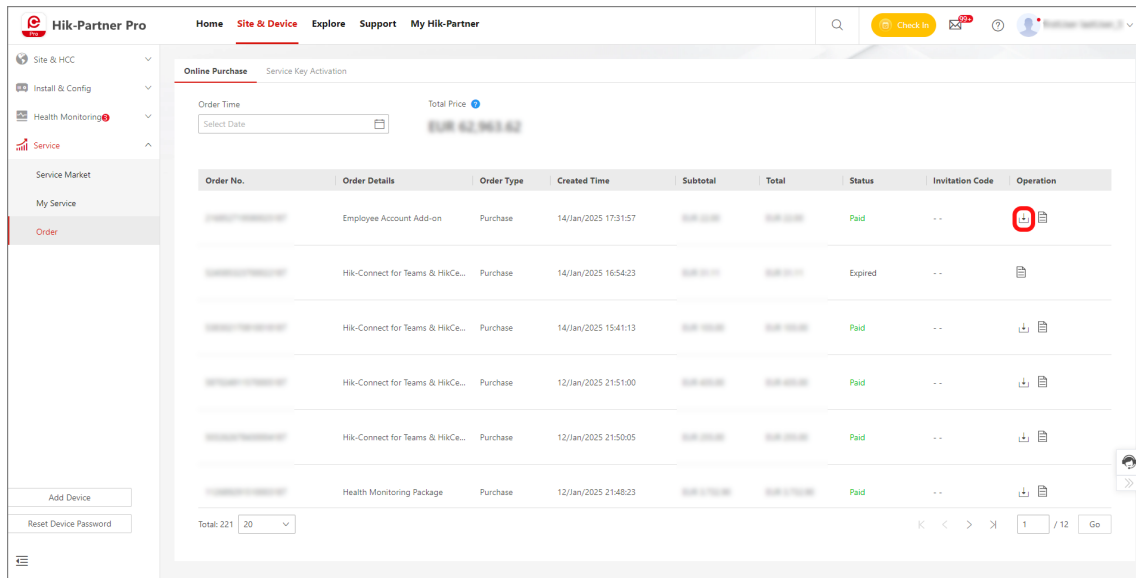 Hik-Partner Pro
Pro
Home Site & Device Explore Support My Hik-Partner
Check In
99+
Site & HCC
Install & Config
Health Monitoring 3
Service
Service Market
My Service
Order
Add Device
Reset Device Password
Online Purchase Service Key Activation
Order Time Total Price ?
Select Date
EUR 62,963.62
Order No. Order Details Order Type Created Time Subtotal Total Status Invitation Code Operation
Employee Account Add-on Purchase 14/Jan/2025 17:31:57 Paid - -
Hik-Connect for Teams & HikCe... Purchase 14/Jan/2025 16:54:23 Expired - -
Hik-Connect for Teams & HikCe... Purchase 14/Jan/2025 15:41:13 Paid - -
Hik-Connect for Teams & HikCe... Purchase 12/Jan/2025 21:51:00 Paid - -
Hik-Connect for Teams & HikCe... Purchase 12/Jan/2025 21:50:05 Paid - -
Health Monitoring Package Purchase 12/Jan/2025 21:48:23 Paid - -
Total: 221 20 1 / 12 Go